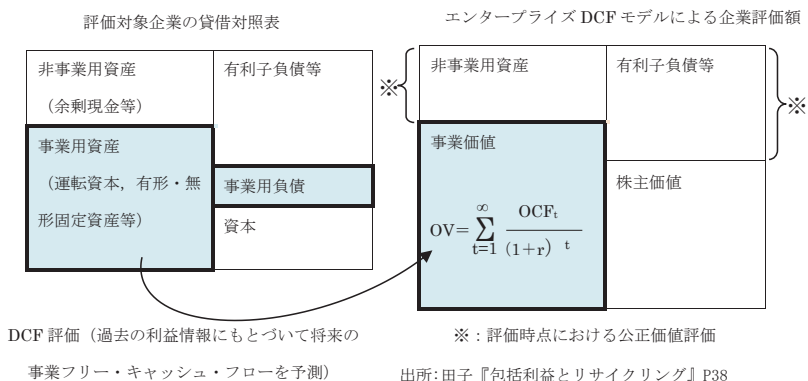 評価対象企業の貸借対照表
非事業用資産
（余剰現金等）
有利子負債等
事業用資産
（運転資本，有形・無
形固定資産等）
事業用負債
資本
DCF 評価（過去の利益情報にもとづいて将来の
事業フリー・キャッシュ・フローを予測）
エンタープライズ DCF モデルによる企業評価額
※
非事業用資産
有利子負債等
※
事業価値
OV=∑ t=1 ∞ OCFt / (1+r) t
株主価値
※：評価時点における公正価値評価
出所:田子『包括利益とリサイクリング』P38